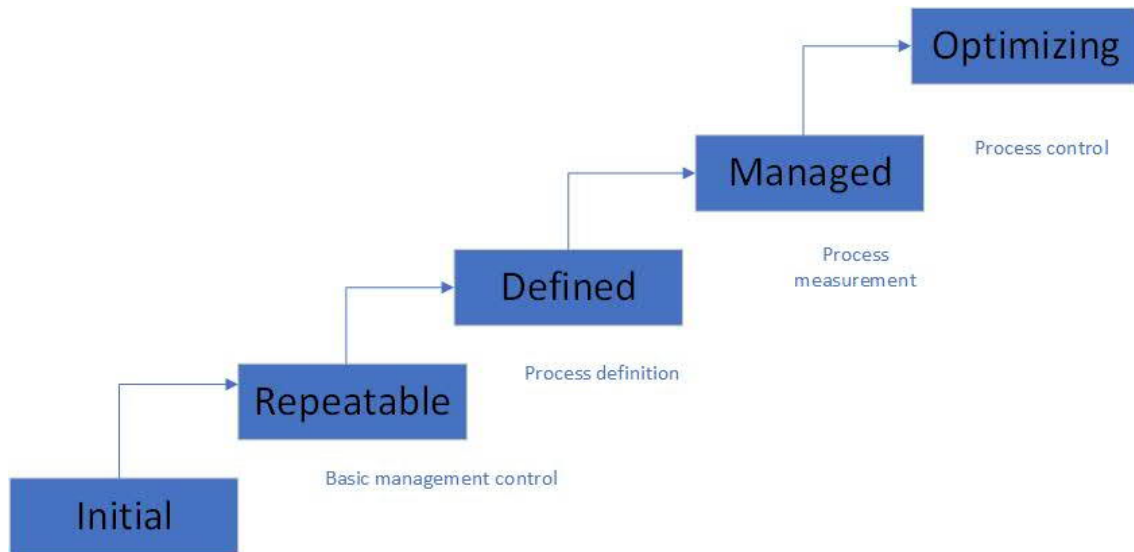 Optimizing
Process control
Managed
Process
measurement
Defined
Process definition
Repeatable
Basic management control
Initial